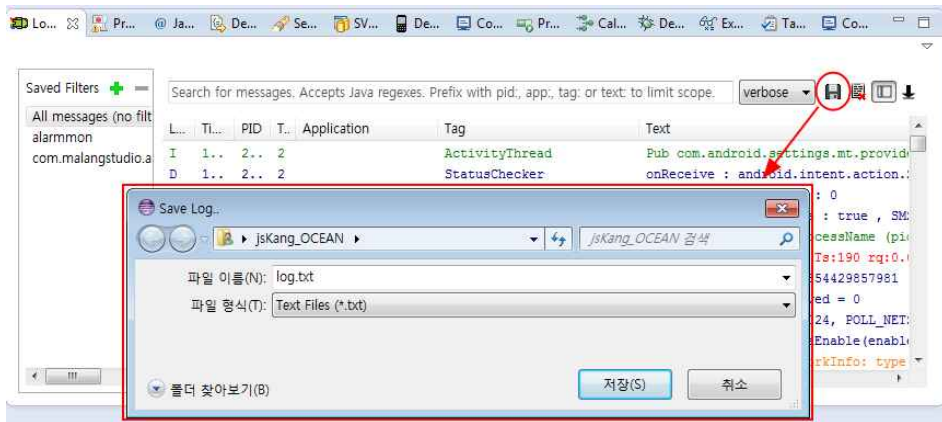 Lo... Pr... @ Ja... De... Se... SV... De... Co... Pr... Cal... De... Ex... Ta... Co...
Saved Filters
All messages (no filt
alarmmon
com.malangstudio.a
Search for messages. Accepts Java regexes. Prefix with pid:, app:, tag: or text: to limit scope. verbose
L... Ti... PID T.. Application Tag Text
I 1.. 2.. 2 ActivityThread Pub com.android.settings.mt.provide
D 1.. 2.. 2 StatusChecker onReceive : android.intent.action.
: 0
: true , SM
cessName (pi
Ts:190 rq:0.
54429857981
ed = 0
24, POLL_NET
Enable(enabl
rkInfo: type
Save Log..
jsKang_OCEAN jsKang_OCEAN 검색
파일 이름(N): log.txt
파일 형식(T): Text Files (*.txt)
폴더 찾아보기(B) 저장(S) 취소